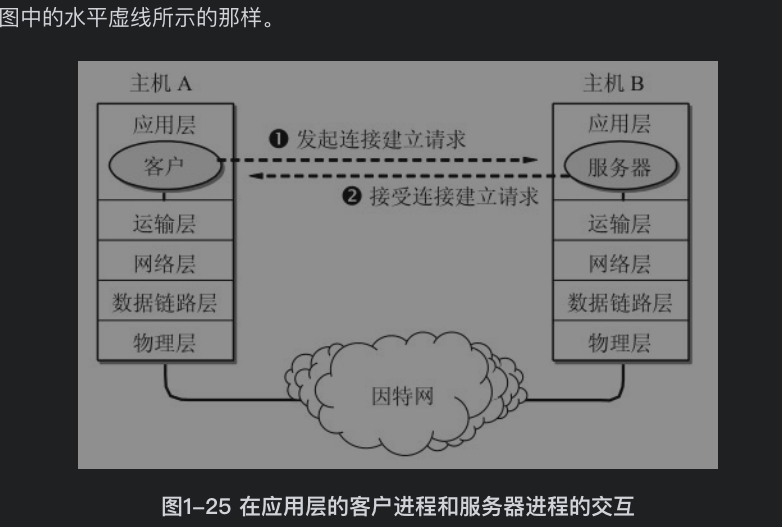 图中的水平虚线所示的那样。
主机 A
主机 B
应用层
应用层
❶ 发起连接建立请求
客户
服务器
❷ 接受连接建立请求
运输层
运输层
网络层
网络层
数据链路层
数据链路层
物理层
物理层
因特网
图1-25 在应用层的客户进程和服务器进程的交互